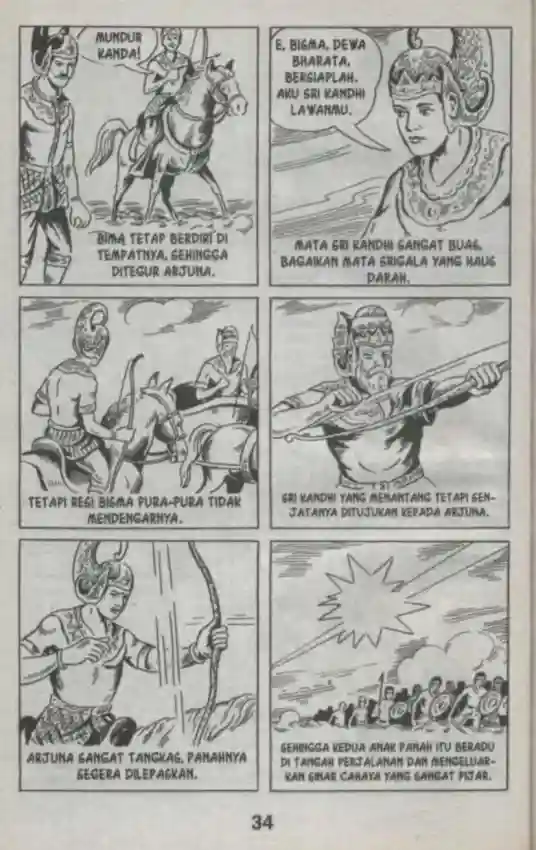 MUNDUR
KANDA!
BIMA TETAP BERDIRI DI
TEMPATNYA, SEHINGGA
DITEGUR ARJUNA.
E, BISMA, DEWA
BHARATA,
BERSIAPLAH.
AKU SRI KANDHI
LAWANMU.
MATA SRI KANDHI SANGAT BUAS,
BAGAIKAN MATA SRIGALA YANG HAUS
DARAH.
TETAPI RESI BISMA PURA-PURA TIDAK
MENDENGARNYA.
SRI KANDHI YANG MENANTANG TETAPI SEN-
JATANYA DITUJUKAN KEPADA ARJUNA.
ARJUNA SANGAT TANGKAS, PANAHNYA
SEGERA DILEPASKAN.
SEHINGGA KEDUA ANAK PANAH ITU BERADU
DI TANGAH PERJALANAN DAN MENGELUAR-
KAN SINAR CAHAYA YANG SANGAT PIJAR.
34